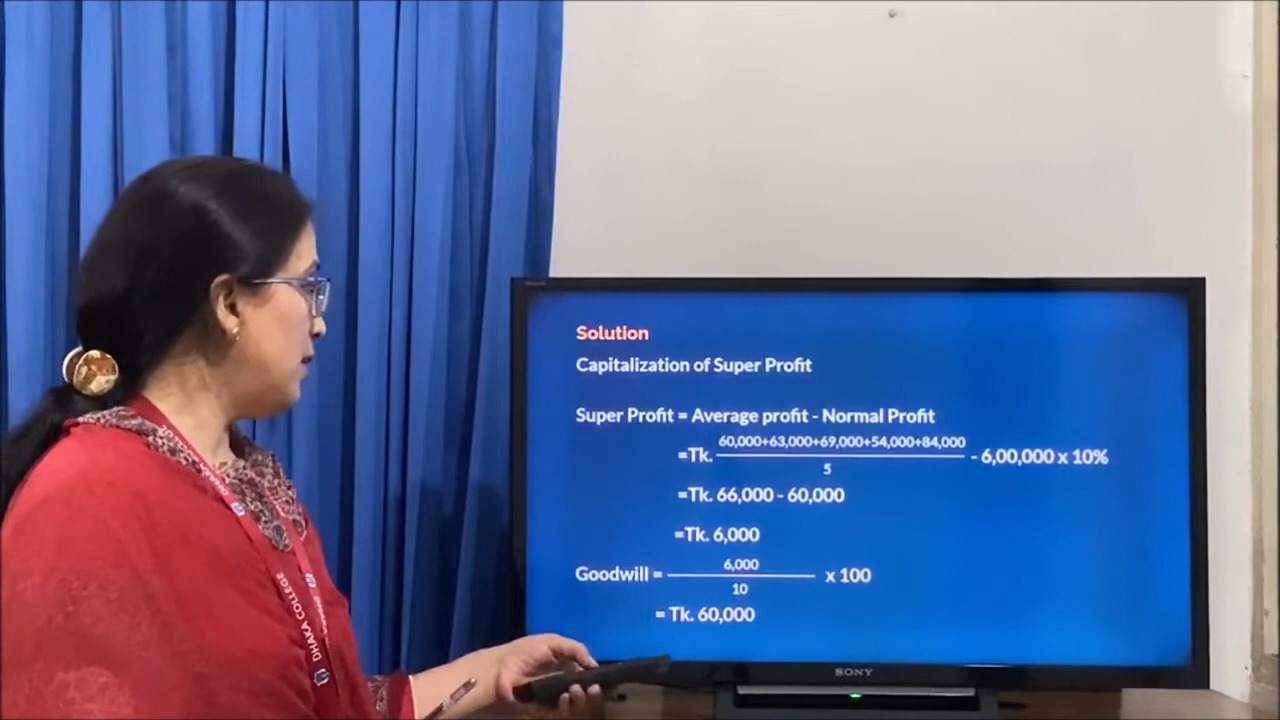 Solution
Capitalization of Super Profit
Super Profit = Average profit - Normal Profit
=Tk. 60,000+63,000+69,000+54,000+84,000 / 5 - 6,00,000 x 10%
=Tk. 66,000 - 60,000
=Tk. 6,000
Goodwill = 6,000 / 10 x 100
= Tk. 60,000
SONY
DHAKA COLLEGE